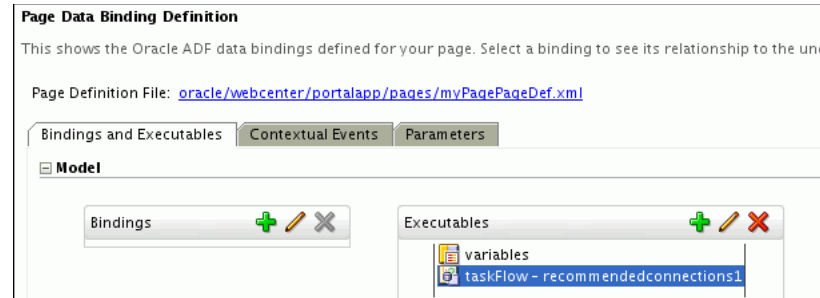 Page Data Binding Definition
This shows the Oracle ADF data bindings defined for your page. Select a binding to see its relationship to the
Page Definition File: oracle/webcenter/portalapp/pages/myPagePageDef.xml
Bindings and Executables Contextual Events Parameters
Model
Bindings Executables
variables
taskFlow - recommendedconnections1